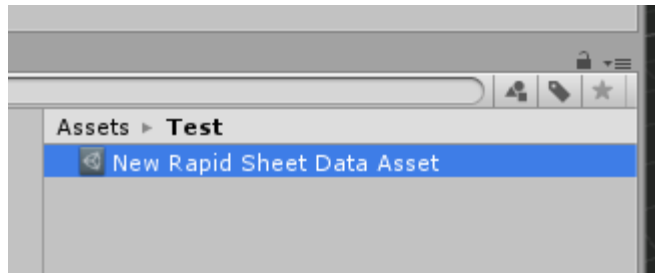 Assets ▸ Test
New Rapid Sheet Data Asset